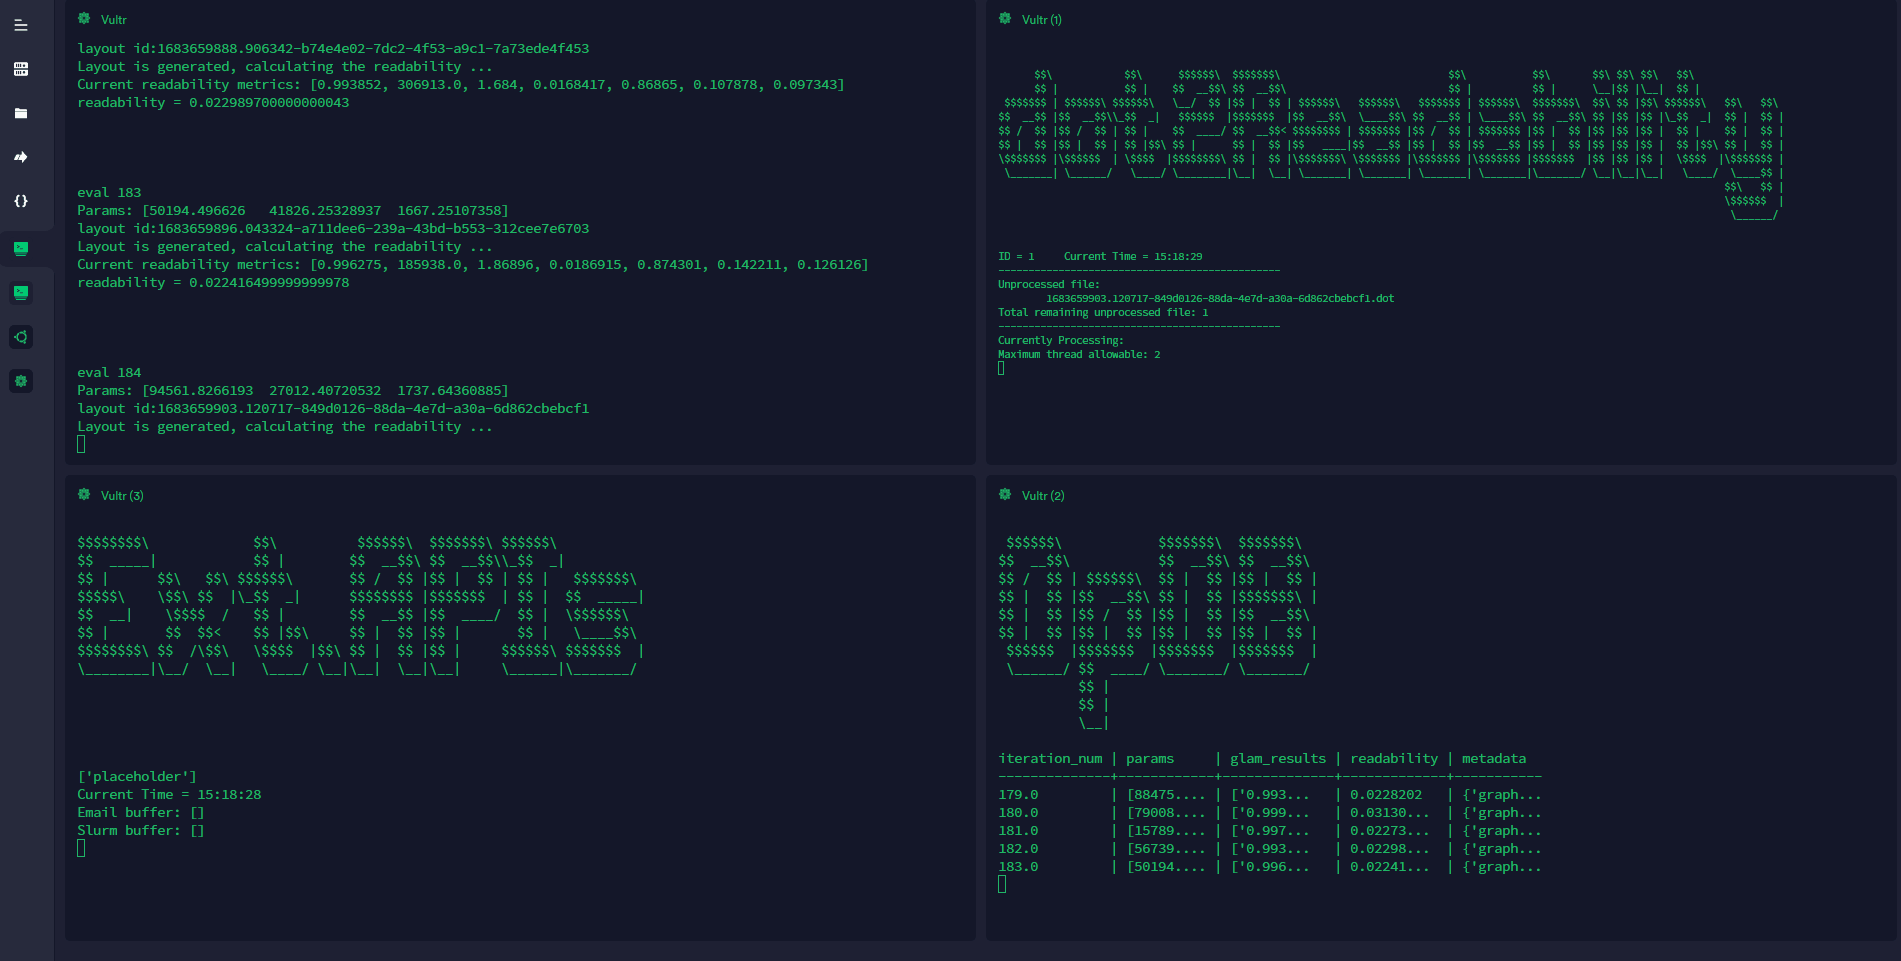 Vultr
layout id:1683659888.906342-b74e4e02-7dc2-4f53-a9c1-7a73ede4f453
Layout is generated, calculating the readability ...
Current readability metrics: [0.993852, 306913.0, 1.684, 0.0168417, 0.86865, 0.107878, 0.097343]
readability = 0.022989700000000043
eval 183
Params: [50194.496626   41826.25328937  1667.25107358]
layout id:1683659896.043324-a711dee6-239a-43bd-b553-312cee7e6703
Layout is generated, calculating the readability ...
Current readability metrics: [0.996275, 185938.0, 1.86896, 0.0186915, 0.874301, 0.142211, 0.126126]
readability = 0.022416499999999978
eval 184
Params: [94561.8266193  27012.40720532  1737.64360885]
layout id:1683659903.120717-849d0126-88da-4e7d-a30a-6d862cbebcf1
Layout is generated, calculating the readability ...
Vultr (1)
dot2Readability
ID = 1     Current Time = 15:18:29
-----------------------------------------------
Unprocessed file:
1683659903.120717-849d0126-88da-4e7d-a30a-6d862cbebcf1.dot
Total remaining unprocessed file: 1
-----------------------------------------------
Currently Processing:
Maximum thread allowable: 2
Vultr (3)
Ext.APIs
['placeholder']
Current Time = 15:18:28
Email buffer: []
Slurm buffer: []
Vultr (2)
OpDB
iteration_num | params     | glam_results | readability | metadata
--------------+------------+--------------+-------------+-----------
179.0         | [88475.... | ['0.993...   | 0.0228202   | {'graph...
180.0         | [79008.... | ['0.999...   | 0.03130...  | {'graph...
181.0         | [15789.... | ['0.997...   | 0.02273...  | {'graph...
182.0         | [56739.... | ['0.993...   | 0.02298...  | {'graph...
183.0         | [50194.... | ['0.996...   | 0.02241...  | {'graph...